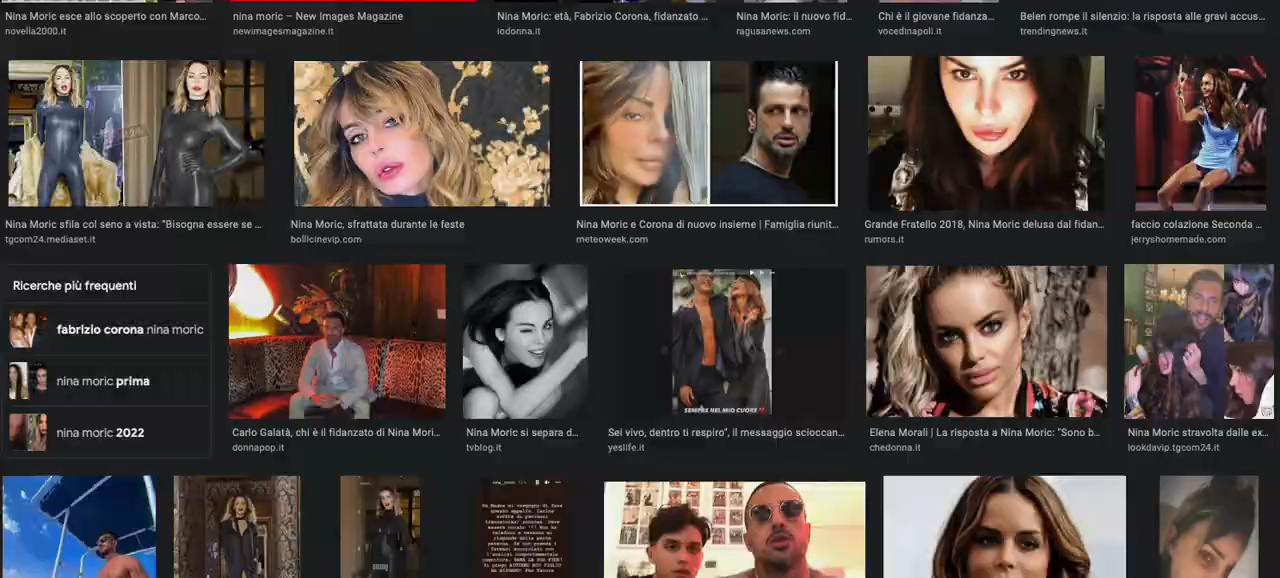 Nina Moric esce allo scoperto con Marco...
novella2000.it
nina moric – New Images Magazine
newimagesmagazine.it
Nina Moric: età, Fabrizio Corona, fidanzato ...
iodonna.it
Nina Moric: il nuovo fid...
ragusanews.com
Chi è il giovane fidanza...
vocedinapoli.it
Belen rompe il silenzio: la risposta alle gravi accus...
trendingnews.it
Nina Moric sfila col seno a vista: "Bisogna essere se ...
tgcom24.mediaset.it
Nina Moric, sfrattata durante le feste
bollicinevip.com
Nina Moric e Corona di nuovo insieme | Famiglia riunit...
meteoweek.com
Grande Fratello 2018, Nina Moric delusa dal fidan...
rumors.it
faccio colazione Seconda ...
jerryshomemade.com
Ricerche più frequenti
fabrizio corona nina moric
nina moric prima
nina moric 2022
SEMPRE NEL MIO CUORE
Carlo Galatà, chi è il fidanzato di Nina Mori...
donnapop.it
Nina Moric si separa d...
tvblog.it
Sei vivo, dentro ti respiro", il messaggio scioccan...
yeslife.it
Elena Morali | La risposta a Nina Moric: "Sono b...
chedonna.it
Nina Moric stravolta dalle ex...
lookdavip.tgcom24.it